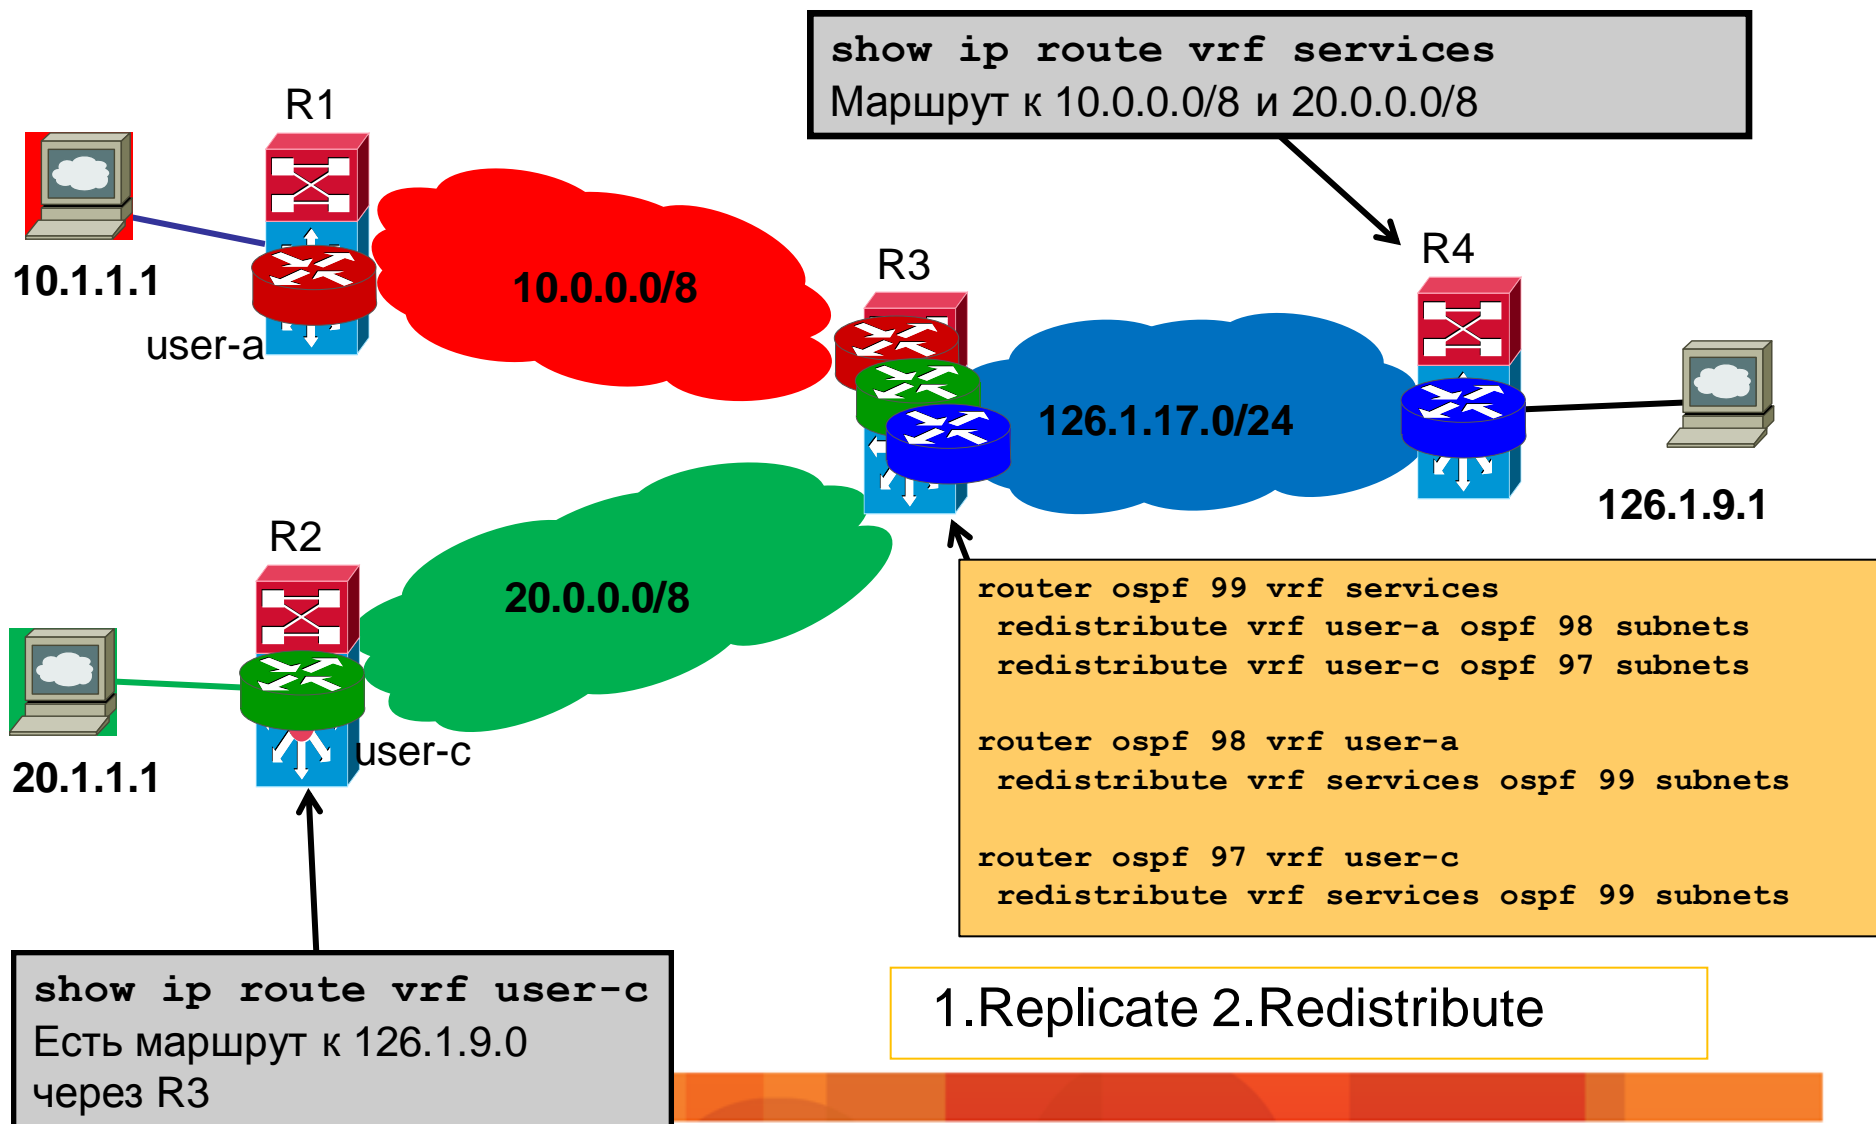 show ip route vrf services
Маршрут к 10.0.0.0/8 и 20.0.0.0/8
R1
10.1.1.1
user-a
10.0.0.0/8
R3
R4
126.1.17.0/24
126.1.9.1
R2
20.0.0.0/8
20.1.1.1
user-c
router ospf 99 vrf services
redistribute vrf user-a ospf 98 subnets
redistribute vrf user-c ospf 97 subnets
router ospf 98 vrf user-a
redistribute vrf services ospf 99 subnets
router ospf 97 vrf user-c
redistribute vrf services ospf 99 subnets
show ip route vrf user-c
Есть маршрут к 126.1.9.0
через R3
1.Replicate 2.Redistribute